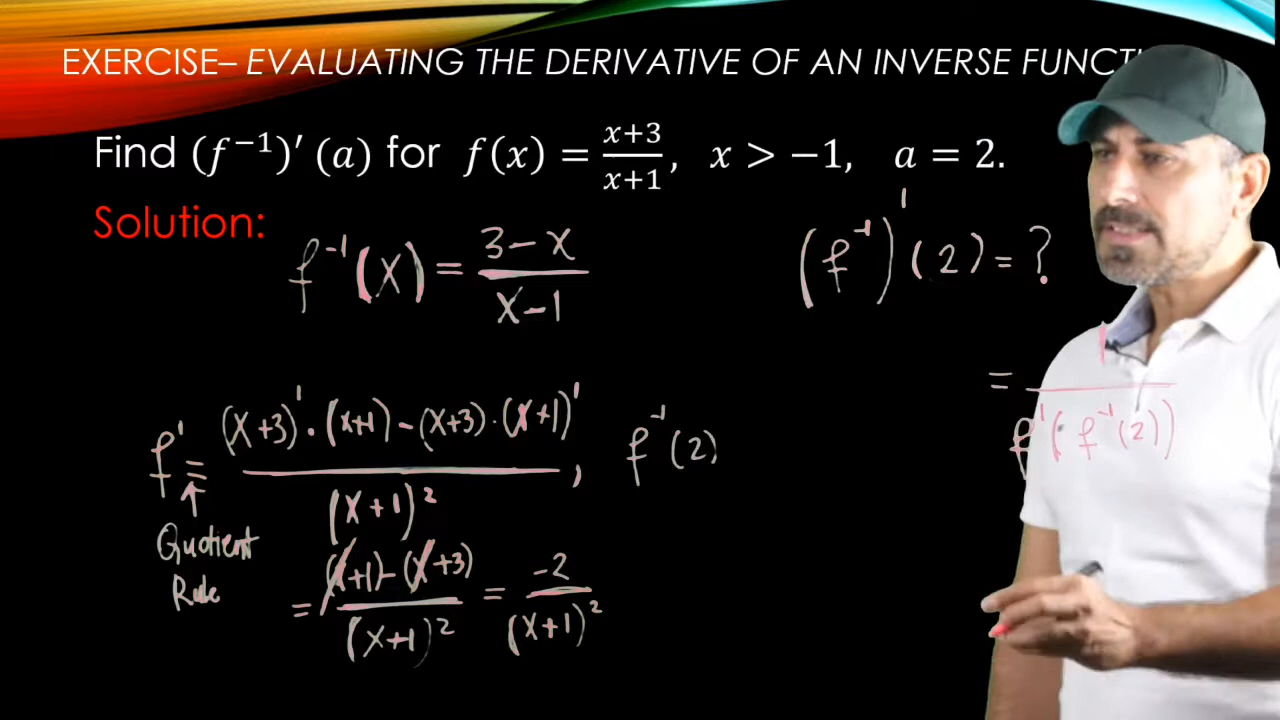 EXERCISE– EVALUATING THE DERIVATIVE OF AN INVERSE FUNCTI
Find (f⁻¹)′ (a) for f(x) = (x+3)/(x+1), x > −1, a = 2.
Solution:
f⁻¹(x) = (3 − x)/(x − 1)
(f⁻¹)′(2) = ?
= 1/(f′(f⁻¹(2)))
f′ = ((x+3)′ · (x+1) − (x+3) · (x+1)′)/(x+1)², f⁻¹(2)
Quotient
Rule
= ((x+1) − (x+3))/(x+1)² = −2/(x+1)²